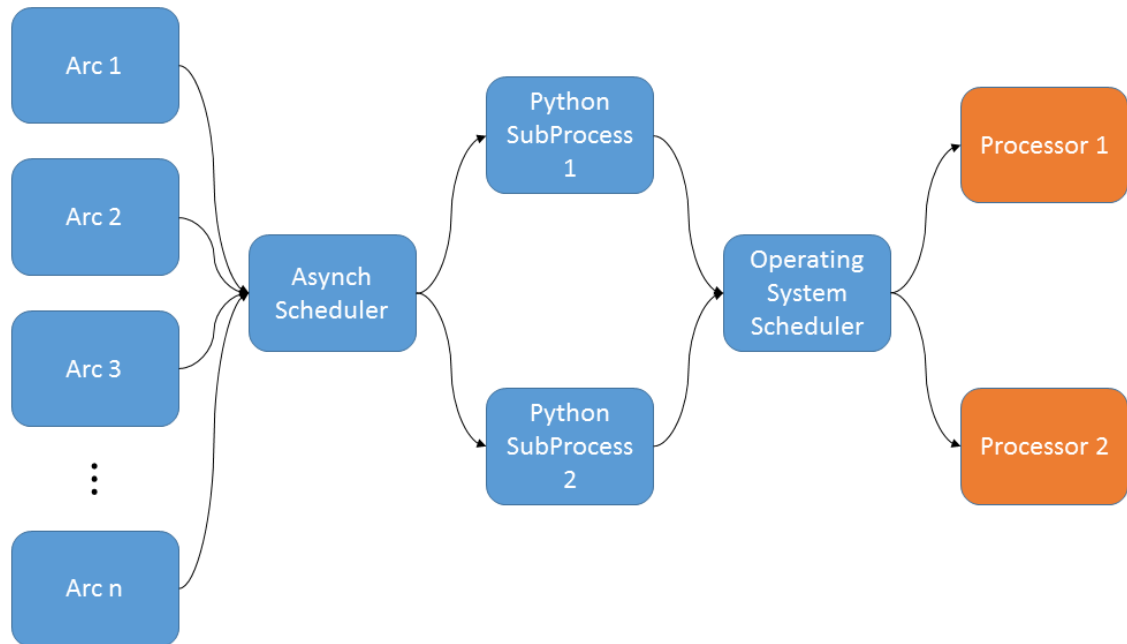 Arc 1
Arc 2
Arc 3
Arc n
Asynch
Scheduler
Python
SubProcess
1
Python
SubProcess
2
Operating
System
Scheduler
Processor 1
Processor 2